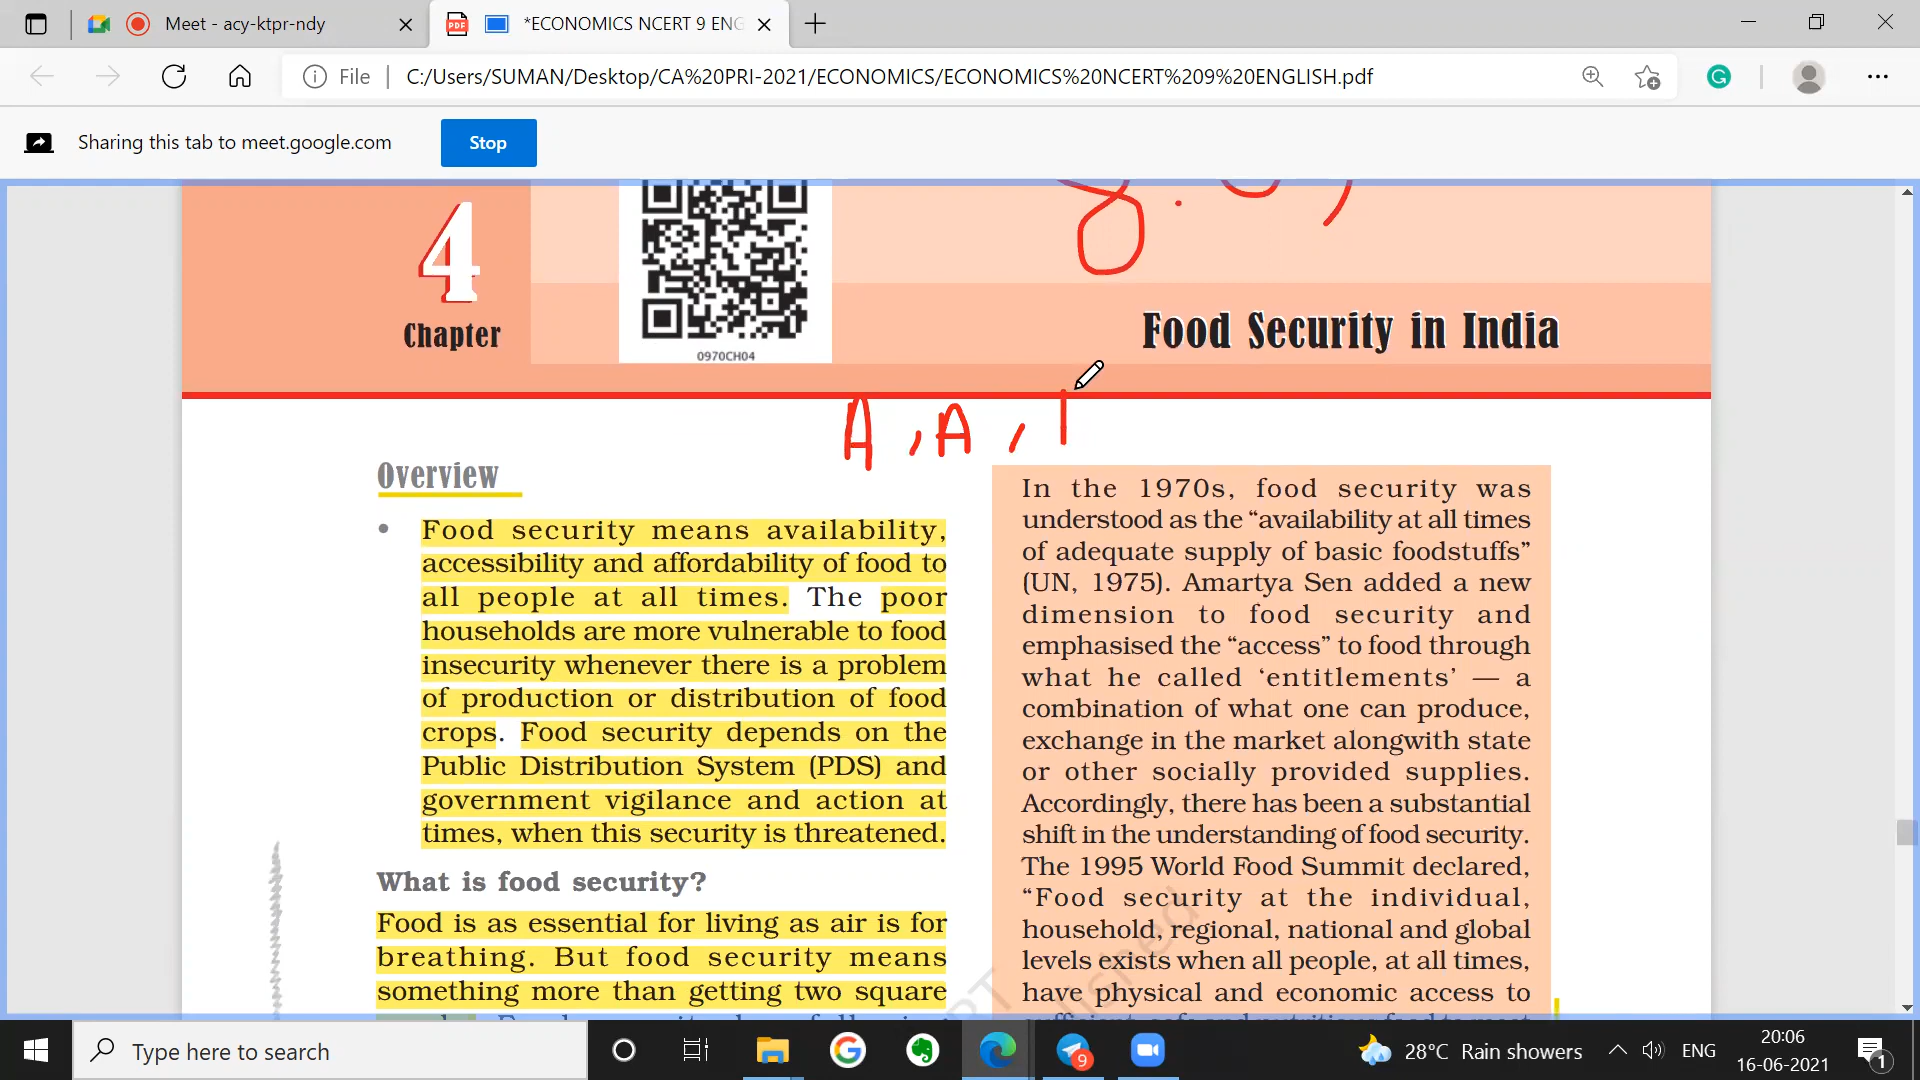 Meet - acy-ktpr-ndy
*ECONOMICS NCERT 9 ENG
File
C:/Users/SUMAN/Desktop/CA%20PRI-2021/ECONOMICS/ECONOMICS%20NCERT%209%20ENGLISH.pdf
Sharing this tab to meet.google.com
Stop
4
Chapter
0970CH04
Food Security in India
A , A ,
Overview
• Food security means availability,
accessibility and affordability of food to
all people at all times. The poor
households are more vulnerable to food
insecurity whenever there is a problem
of production or distribution of food
crops. Food security depends on the
Public Distribution System (PDS) and
government vigilance and action at
times, when this security is threatened.
What is food security?
Food is as essential for living as air is for
breathing. But food security means
something more than getting two square
In the 1970s, food security was
understood as the “availability at all times
of adequate supply of basic foodstuffs”
(UN, 1975). Amartya Sen added a new
dimension to food security and
emphasised the “access” to food through
what he called ‘entitlements’ — a
combination of what one can produce,
exchange in the market alongwith state
or other socially provided supplies.
Accordingly, there has been a substantial
shift in the understanding of food security.
The 1995 World Food Summit declared,
“Food security at the individual,
household, regional, national and global
levels exists when all people, at all times,
have physical and economic access to
Type here to search
9
28°C Rain showers
ENG
20:06
16-06-2021
1